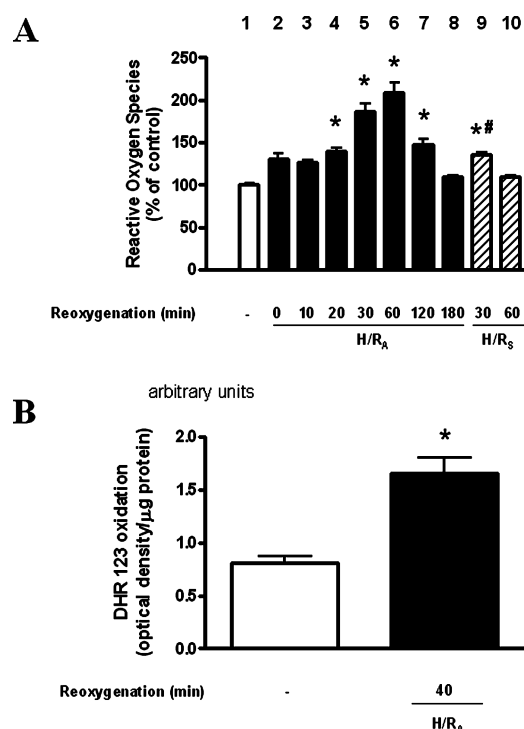 A
1 2 3 4 5 6 7 8 9 10
Reactive Oxygen Species
(% of control)
250
200
150
100
50
0
* * * * *#
Reoxygenation (min) - 0 10 20 30 60 120 180 30 60
H/RA H/RS
B
arbitrary units
DHR 123 oxidation
(optical density/µg protein)
2.0
1.5
1.0
0.5
0.0
*
Reoxygenation (min) - 40
H/RA